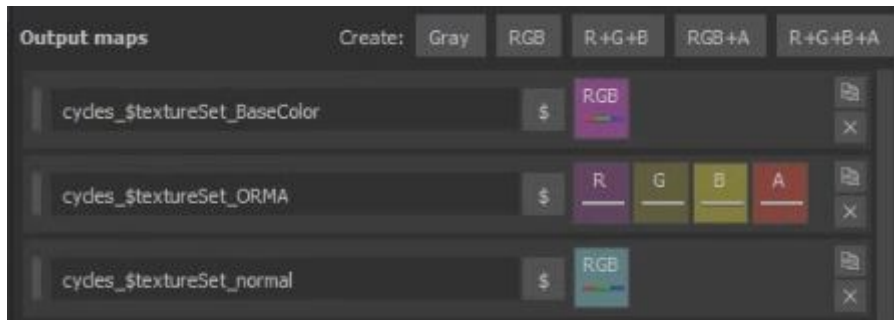 Output maps Create: Gray RGB R+G+B RGB+A R+G+B+A
RGB
cycles_$textureSet_BaseColor $
R G B A
cycles_$textureSet_ORMA $
RGB
cycles_$textureSet_normal $